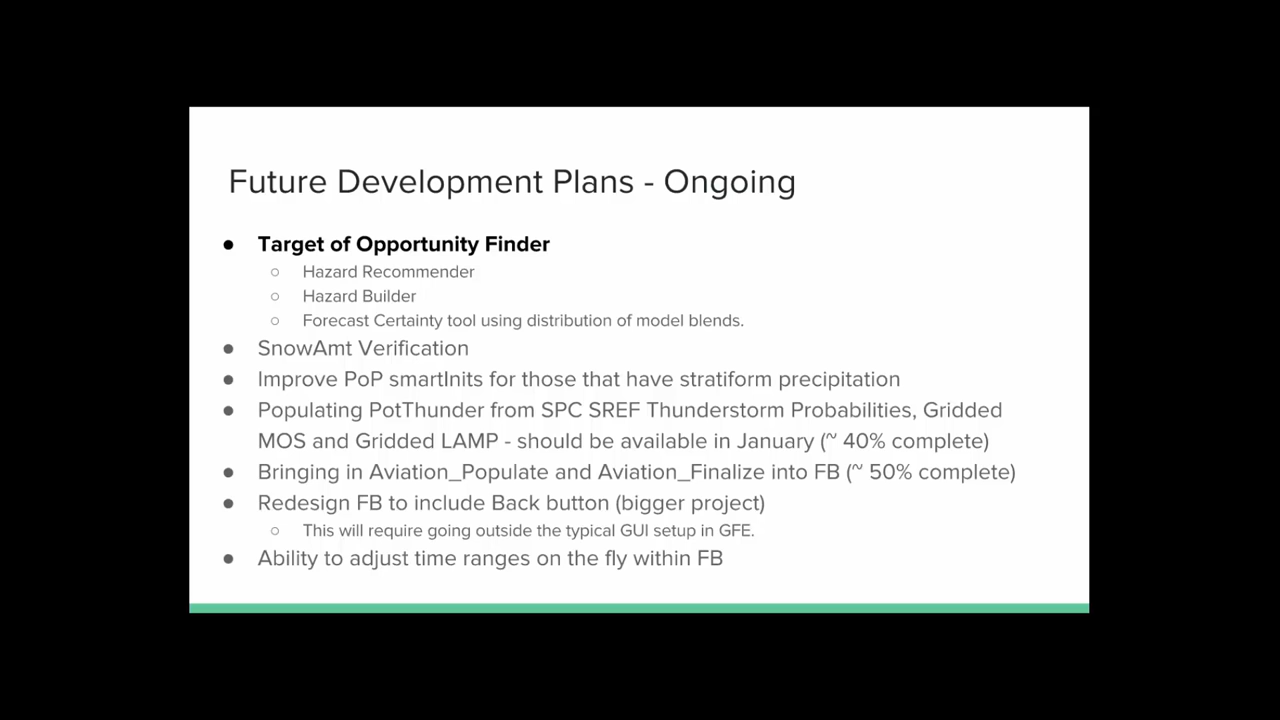 Future Development Plans - Ongoing
● Target of Opportunity Finder
○ Hazard Recommender
○ Hazard Builder
○ Forecast Certainty tool using distribution of model blends.
● SnowAmt Verification
● Improve PoP smartInits for those that have stratiform precipitation
● Populating PotThunder from SPC SREF Thunderstorm Probabilities, Gridded
MOS and Gridded LAMP - should be available in January (~ 40% complete)
● Bringing in Aviation_Populate and Aviation_Finalize into FB (~ 50% complete)
● Redesign FB to include Back button (bigger project)
○ This will require going outside the typical GUI setup in GFE.
● Ability to adjust time ranges on the fly within FB